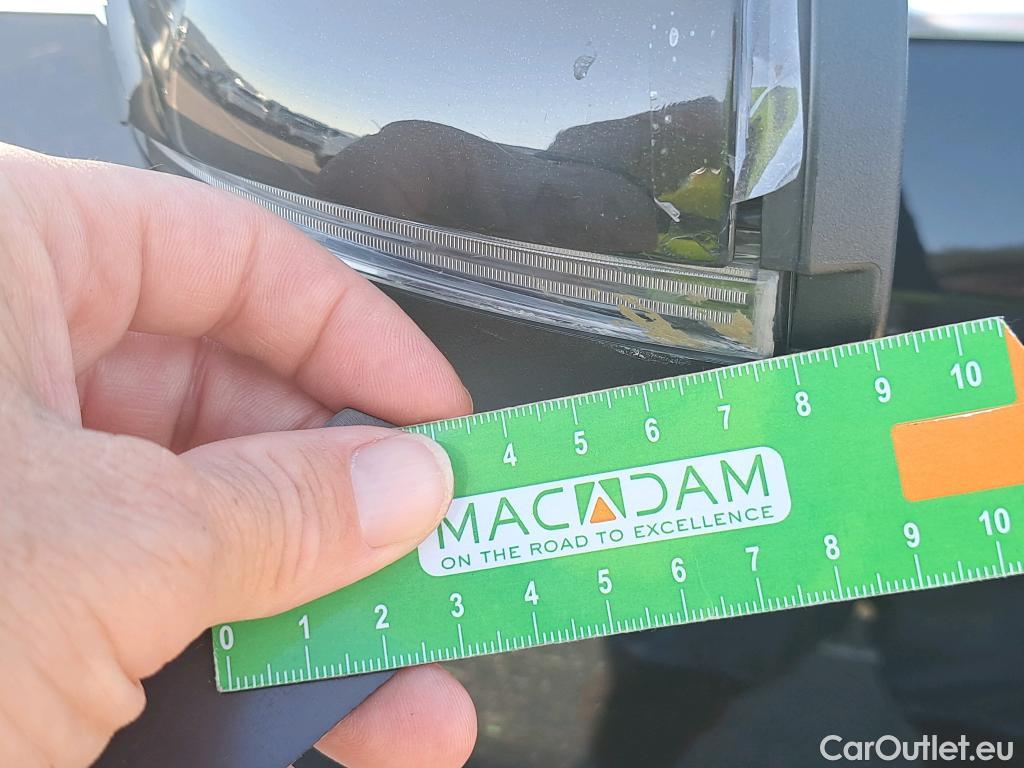 4 5 6 7 8 9 10
MACADAM
ON THE ROAD TO EXCELLENCE
0 1 2 3 4 5 6 7 8 9 10
CarOutlet.eu